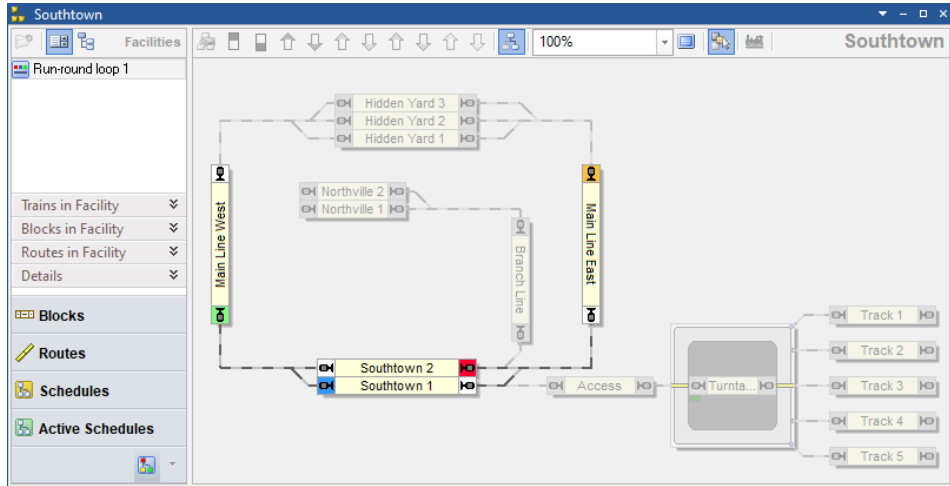 Southtown
Facilities
100%
Southtown
Run-round loop 1
Trains in Facility
Blocks in Facility
Routes in Facility
Details
Blocks
Routes
Schedules
Active Schedules
Hidden Yard 3
Hidden Yard 2
Hidden Yard 1
Northville 2
Northville 1
Main Line West
Branch Line
Main Line East
Southtown 2
Southtown 1
Access
Turnta...
Track 1
Track 2
Track 3
Track 4
Track 5